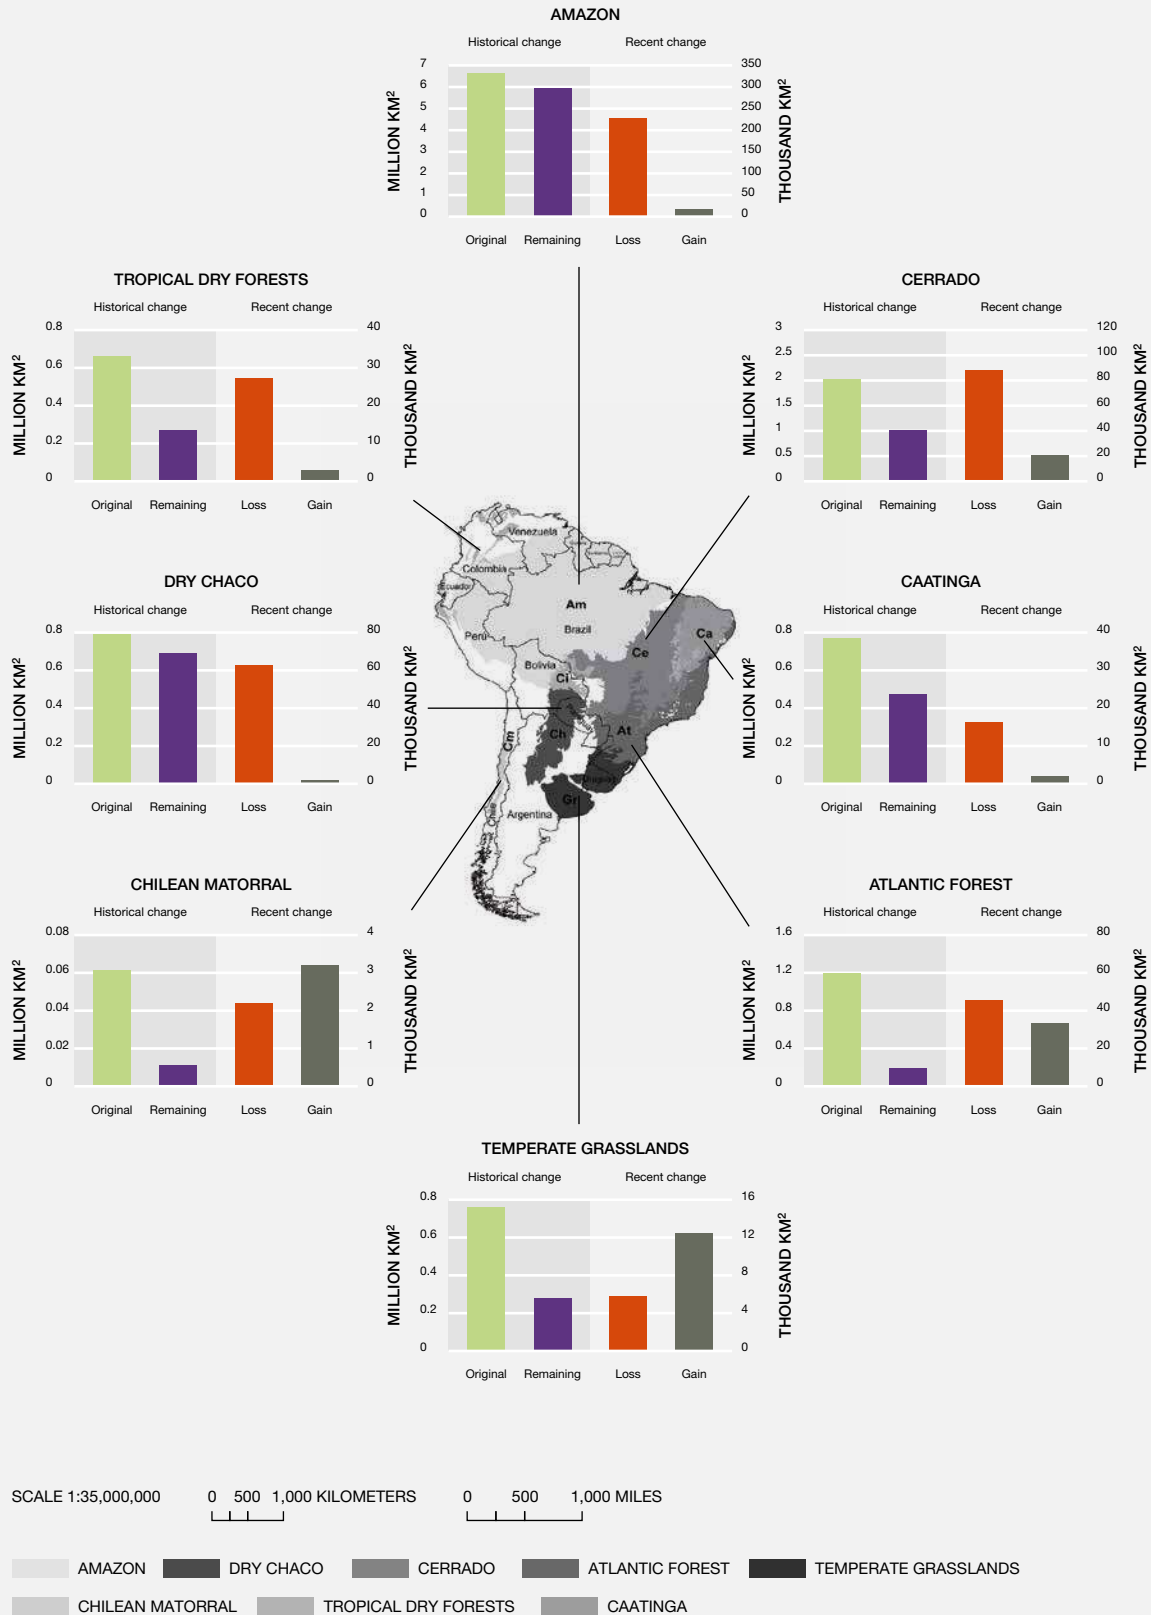 AMAZON
Historical change
Recent change
7
6
5
4
3
2
1
0
MILLION KM²
350
300
250
200
150
100
50
0
THOUSAND KM²
Original
Remaining
Loss
Gain
TROPICAL DRY FORESTS
Historical change
Recent change
0.8
0.6
0.4
0.2
0
MILLION KM²
40
30
20
10
0
THOUSAND KM²
Original
Remaining
Loss
Gain
CERRADO
Historical change
Recent change
3
2.5
2
1.5
1
0.5
0
MILLION KM²
120
100
80
60
40
20
0
THOUSAND KM²
Original
Remaining
Loss
Gain
Venezuela
Colombia
Ecuador
Am
Brazil
Perú
Ce
Ca
Bolivia
Ci
Ch
At
Cm
Uruguay
Gr
Chile
Argentina
DRY CHACO
Historical change
Recent change
0.8
0.6
0.4
0.2
0
MILLION KM²
80
60
40
20
0
THOUSAND KM²
Original
Remaining
Loss
Gain
CAATINGA
Historical change
Recent change
0.8
0.6
0.4
0.2
0
MILLION KM²
40
30
20
10
0
THOUSAND KM²
Original
Remaining
Loss
Gain
CHILEAN MATORRAL
Historical change
Recent change
0.08
0.06
0.04
0.02
0
MILLION KM²
4
3
2
1
0
THOUSAND KM²
Original
Remaining
Loss
Gain
ATLANTIC FOREST
Historical change
Recent change
1.6
1.2
0.8
0.4
0
MILLION KM²
80
60
40
20
0
THOUSAND KM²
Original
Remaining
Loss
Gain
TEMPERATE GRASSLANDS
Historical change
Recent change
0.8
0.6
0.4
0.2
0
MILLION KM²
16
12
8
4
0
THOUSAND KM²
Original
Remaining
Loss
Gain
SCALE 1:35,000,000
0 500 1,000 KILOMETERS
0 500 1,000 MILES
AMAZON
DRY CHACO
CERRADO
ATLANTIC FOREST
TEMPERATE GRASSLANDS
CHILEAN MATORRAL
TROPICAL DRY FORESTS
CAATINGA